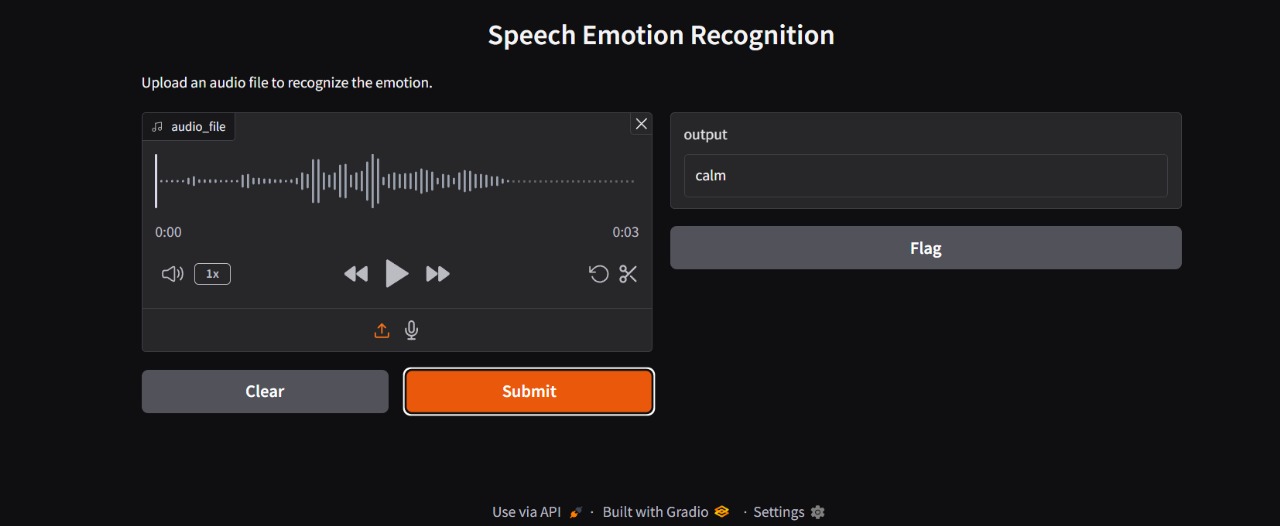 Speech Emotion Recognition
Upload an audio file to recognize the emotion.
audio_file
0:00
0:03
1x
Clear
Submit
output
calm
Flag
Use via API · Built with Gradio · Settings